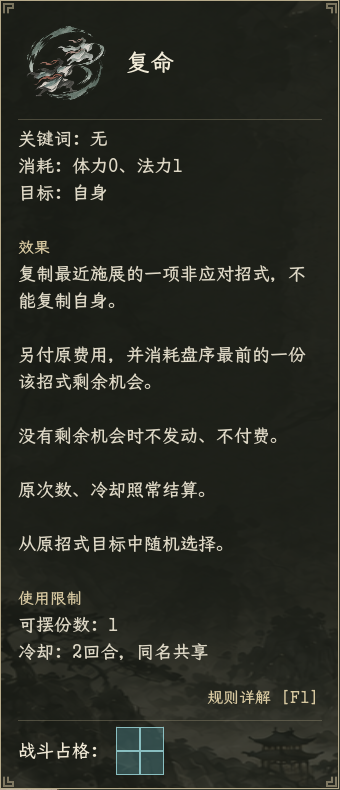 复命
关键词：无
消耗：体力0、法力1
目标：自身
效果
复制最近施展的一项非应对招式，不
能复制自身。
另付原费用，并消耗盘序最前的一份
该招式剩余机会。
没有剩余机会时不发动、不付费。
原次数、冷却照常结算。
从原招式目标中随机选择。
使用限制
可摆份数：1
冷却：2回合，同名共享
规则详解 [F1]
战斗占格：